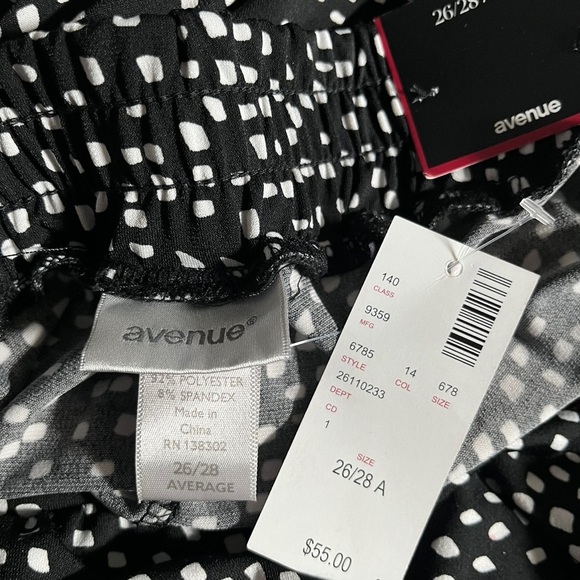 26/28
avenue
avenue®
92% POLYESTER
8% SPANDEX
Made in
China
RN 138302
26/28
AVERAGE
140
CLASS
9359
MFG
6785 14 678
STYLE COL SIZE
26110233
DEPT
CD
1
SIZE
26/28 A
$55.00